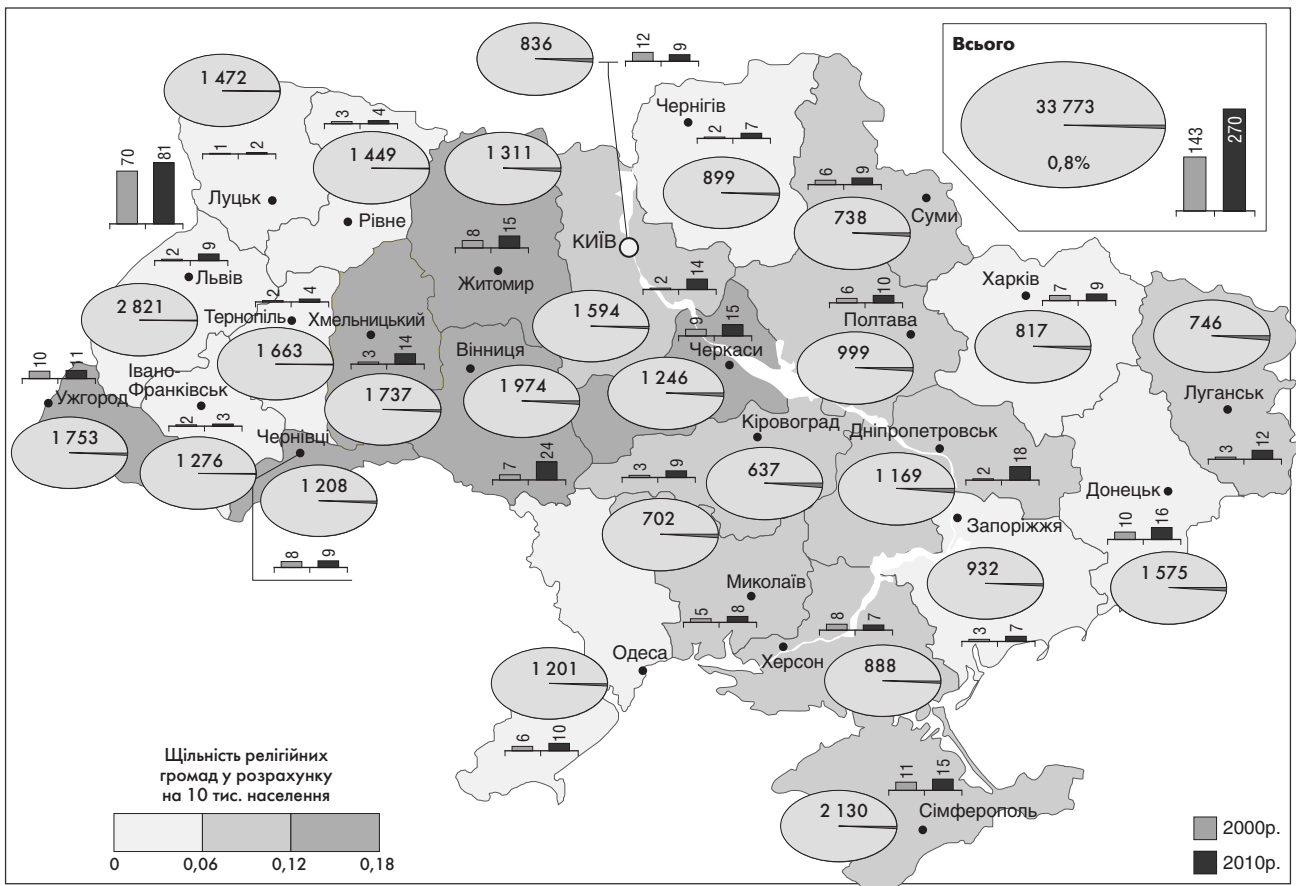 836
12
9
Всього
33 773
0,8%
143
270
1 472
3
4
1 449
1 311
Чернігів
2
7
899
6
9
738
Суми
70
81
1
2
Луцьк
Рівне
8
15
Житомир
КИЇВ
2
9
Львів
2 821
2
4
Тернопіль
1 663
Хмельницький
3
14
1 737
Вінниця
1 974
7
24
2
14
1 594
9
15
Черкаси
1 246
6
10
Полтава
999
Харків
7
9
817
746
Луганськ
3
12
10
11
Ужгород
1 753
Івано-
Франківськ
2
3
1 276
Чернівці
1 208
8
9
Кіровоград
3
9
637
702
Дніпропетровськ
1 169
2
18
Донецьк
10
16
1 575
Запоріжжя
932
3
7
Миколаїв
5
8
8
7
Херсон
888
Одеса
1 201
6
10
11
15
2 130
Сімферополь
Щільність релігійних
громад у розрахунку
на 10 тис. населення
0
0,06
0,12
0,18
2000р.
2010р.